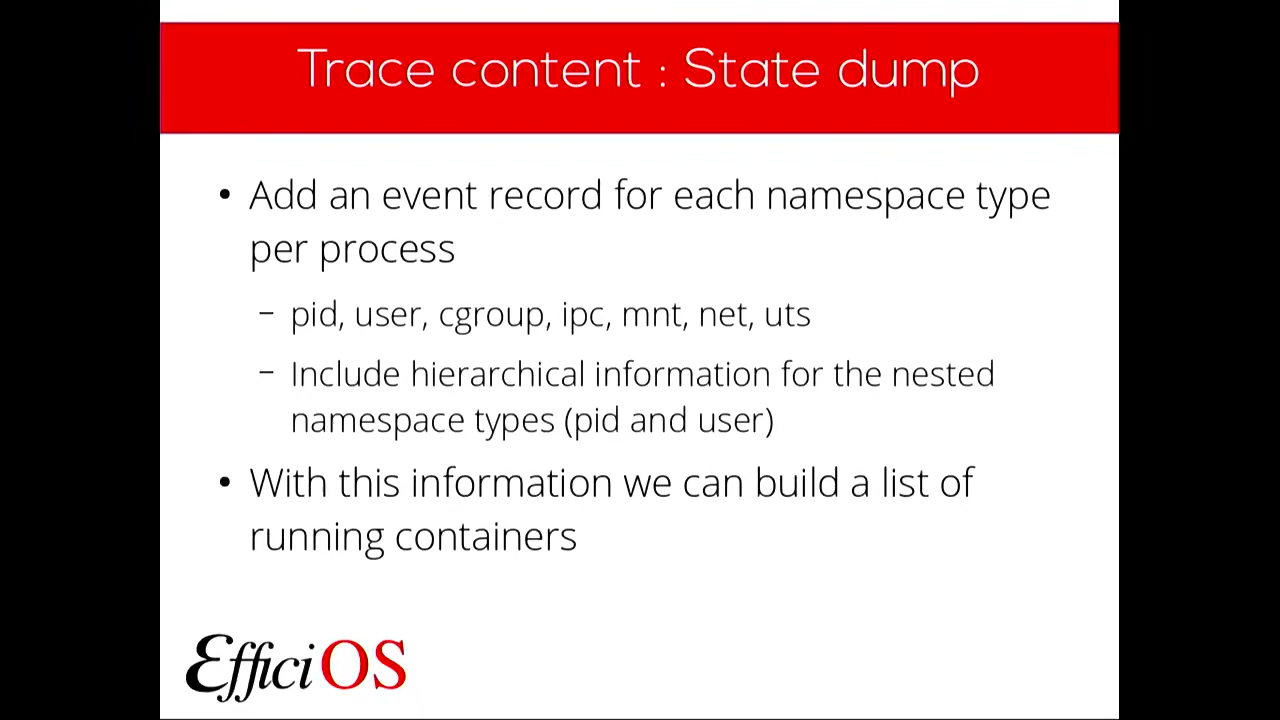 Trace content : State dump
• Add an event record for each namespace type
per process
– pid, user, cgroup, ipc, mnt, net, uts
– Include hierarchical information for the nested
namespace types (pid and user)
• With this information we can build a list of
running containers
EfficiOS